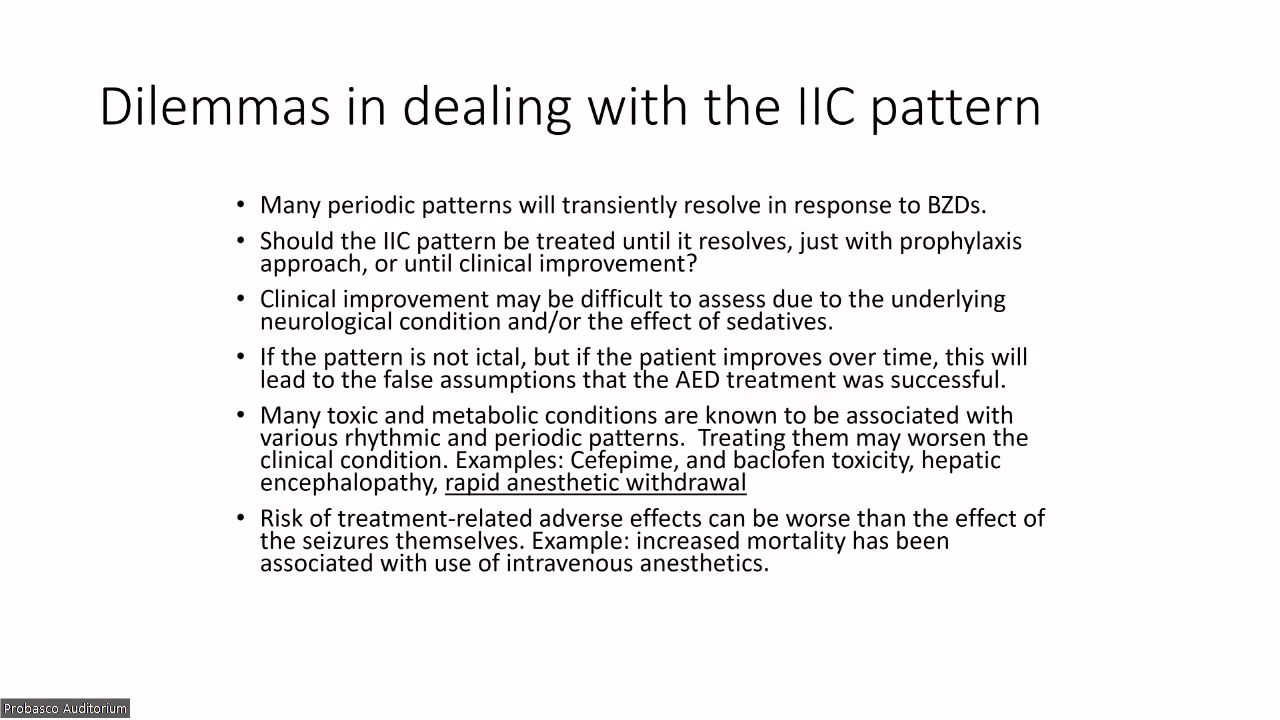 Dilemmas in dealing with the IIC pattern
• Many periodic patterns will transiently resolve in response to BZDs.
• Should the IIC pattern be treated until it resolves, just with prophylaxis
approach, or until clinical improvement?
• Clinical improvement may be difficult to assess due to the underlying
neurological condition and/or the effect of sedatives.
• If the pattern is not ictal, but if the patient improves over time, this will
lead to the false assumptions that the AED treatment was successful.
• Many toxic and metabolic conditions are known to be associated with
various rhythmic and periodic patterns.  Treating them may worsen the
clinical condition. Examples: Cefepime, and baclofen toxicity, hepatic
encephalopathy, rapid anesthetic withdrawal
• Risk of treatment-related adverse effects can be worse than the effect of
the seizures themselves. Example: increased mortality has been
associated with use of intravenous anesthetics.
Probasco Auditorium